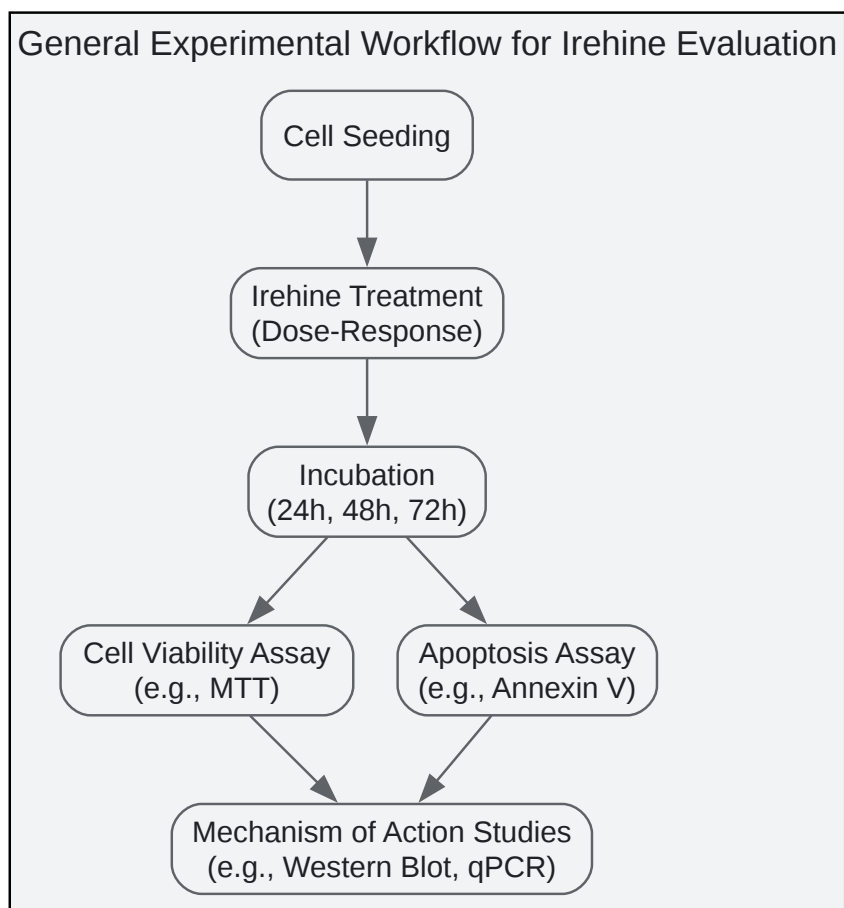 General Experimental Workflow for Irehine Evaluation
Cell Seeding
Irehine Treatment
(Dose-Response)
Incubation
(24h, 48h, 72h)
Cell Viability Assay
(e.g., MTT)
Apoptosis Assay
(e.g., Annexin V)
Mechanism of Action Studies
(e.g., Western Blot, qPCR)